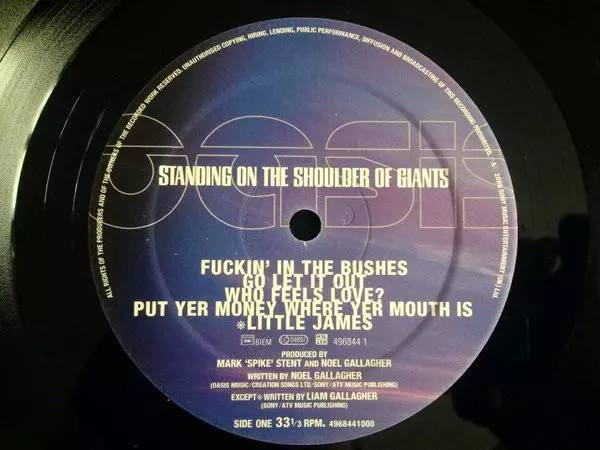 ALL RIGHTS OF THE PRODUCERS AND OF THE OWNERS OF THE RECORDED WORK RESERVED. UNAUTHORISED COPYING, HIRING, LENDING, PUBLIC PERFORMANCE, DIFFUSION AND BROADCASTING OF THIS RECORDING PROHIBITED.
SONY MUSIC ENTERTAINMENT (UK) Ltd.
oasis
STANDING ON THE SHOULDER OF GIANTS
FUCKIN' IN THE BUSHES
GO LET IT OUT
WHO FEELS LOVE?
PUT YER MONEY WHERE YER MOUTH IS
*LITTLE JAMES
BIEM LC 04897 496844 1
PRODUCED BY
MARK 'SPIKE' STENT AND NOEL GALLAGHER
WRITTEN BY NOEL GALLAGHER
(OASIS MUSIC/CREATION SONGS LTD/SONY/ATV MUSIC PUBLISHING)
EXCEPT* WRITTEN BY LIAM GALLAGHER
(SONY/ATV MUSIC PUBLISHING)
SIDE ONE 33 1/3 RPM. 4968441000